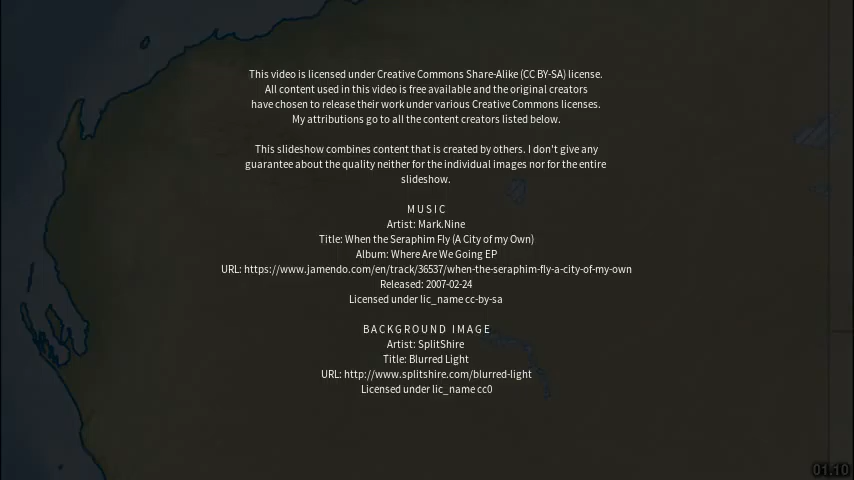 This video is licensed under Creative Commons Share-Alike (CC BY-SA) license.
All content used in this video is free available and the original creators
have chosen to release their work under various Creative Commons licenses.
My attributions go to all the content creators listed below.
This slideshow combines content that is created by others. I don't give any
guarantee about the quality neither for the individual images nor for the entire
slideshow.
MUSIC
Artist: Mark.Nine
Title: When the Seraphim Fly (A City of my Own)
Album: Where Are We Going EP
URL: https://www.jamendo.com/en/track/36537/when-the-seraphim-fly-a-city-of-my-own
Released: 2007-02-24
Licensed under lic_name cc-by-sa
BACKGROUND IMAGE
Artist: SplitShire
Title: Blurred Light
URL: http://www.splitshire.com/blurred-light
Licensed under lic_name cc0
01.10